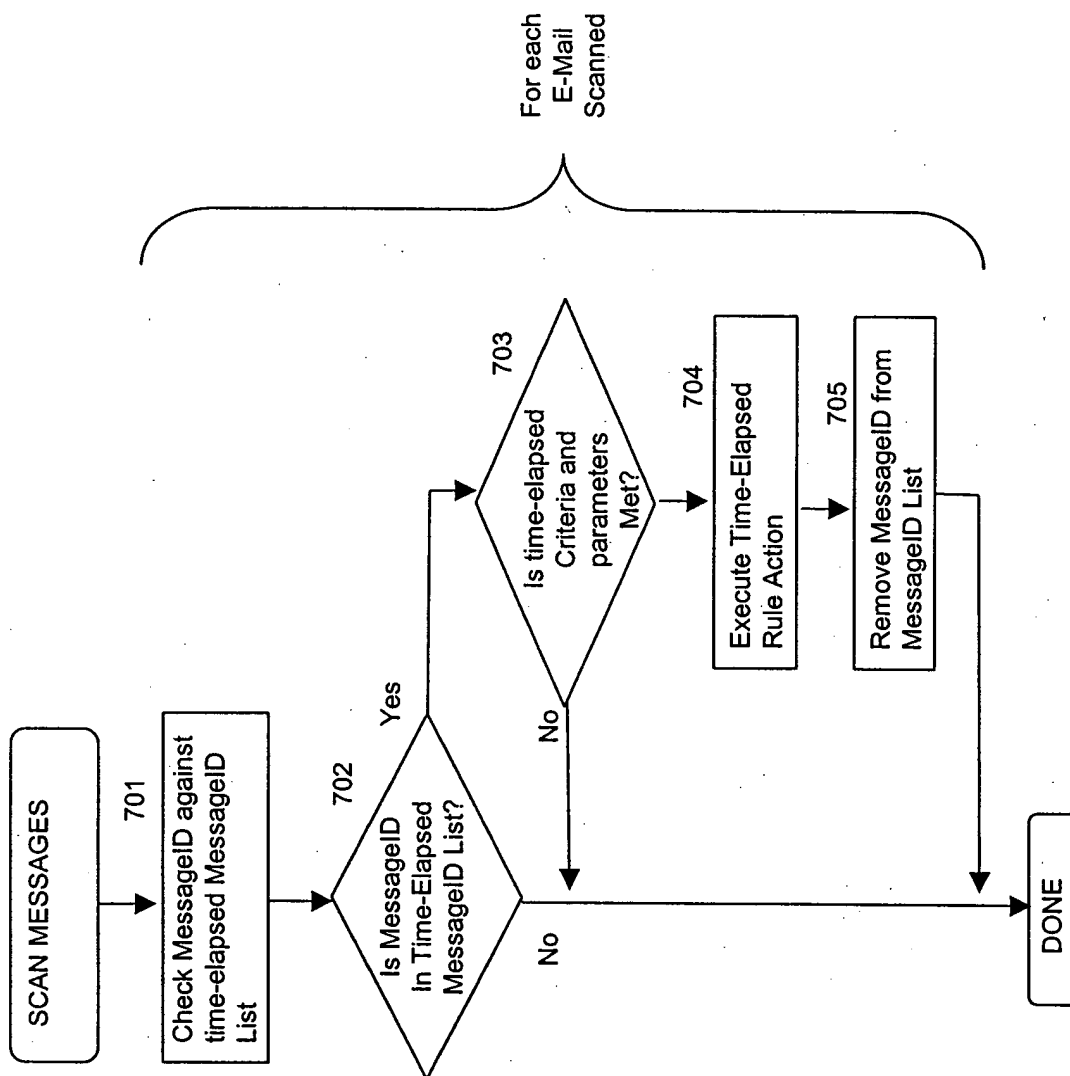 SCAN MESSAGES
701
Check MessageID against
time-elapsed MessageID
List
702
Is MessageID
In Time-Elapsed
MessageID List?
Yes
No
703
Is time-elapsed
Criteria and
parameters
Met?
No
704
Execute Time-Elapsed
Rule Action
705
Remove MessageID from
MessageID List
DONE
For each
E-Mail
Scanned